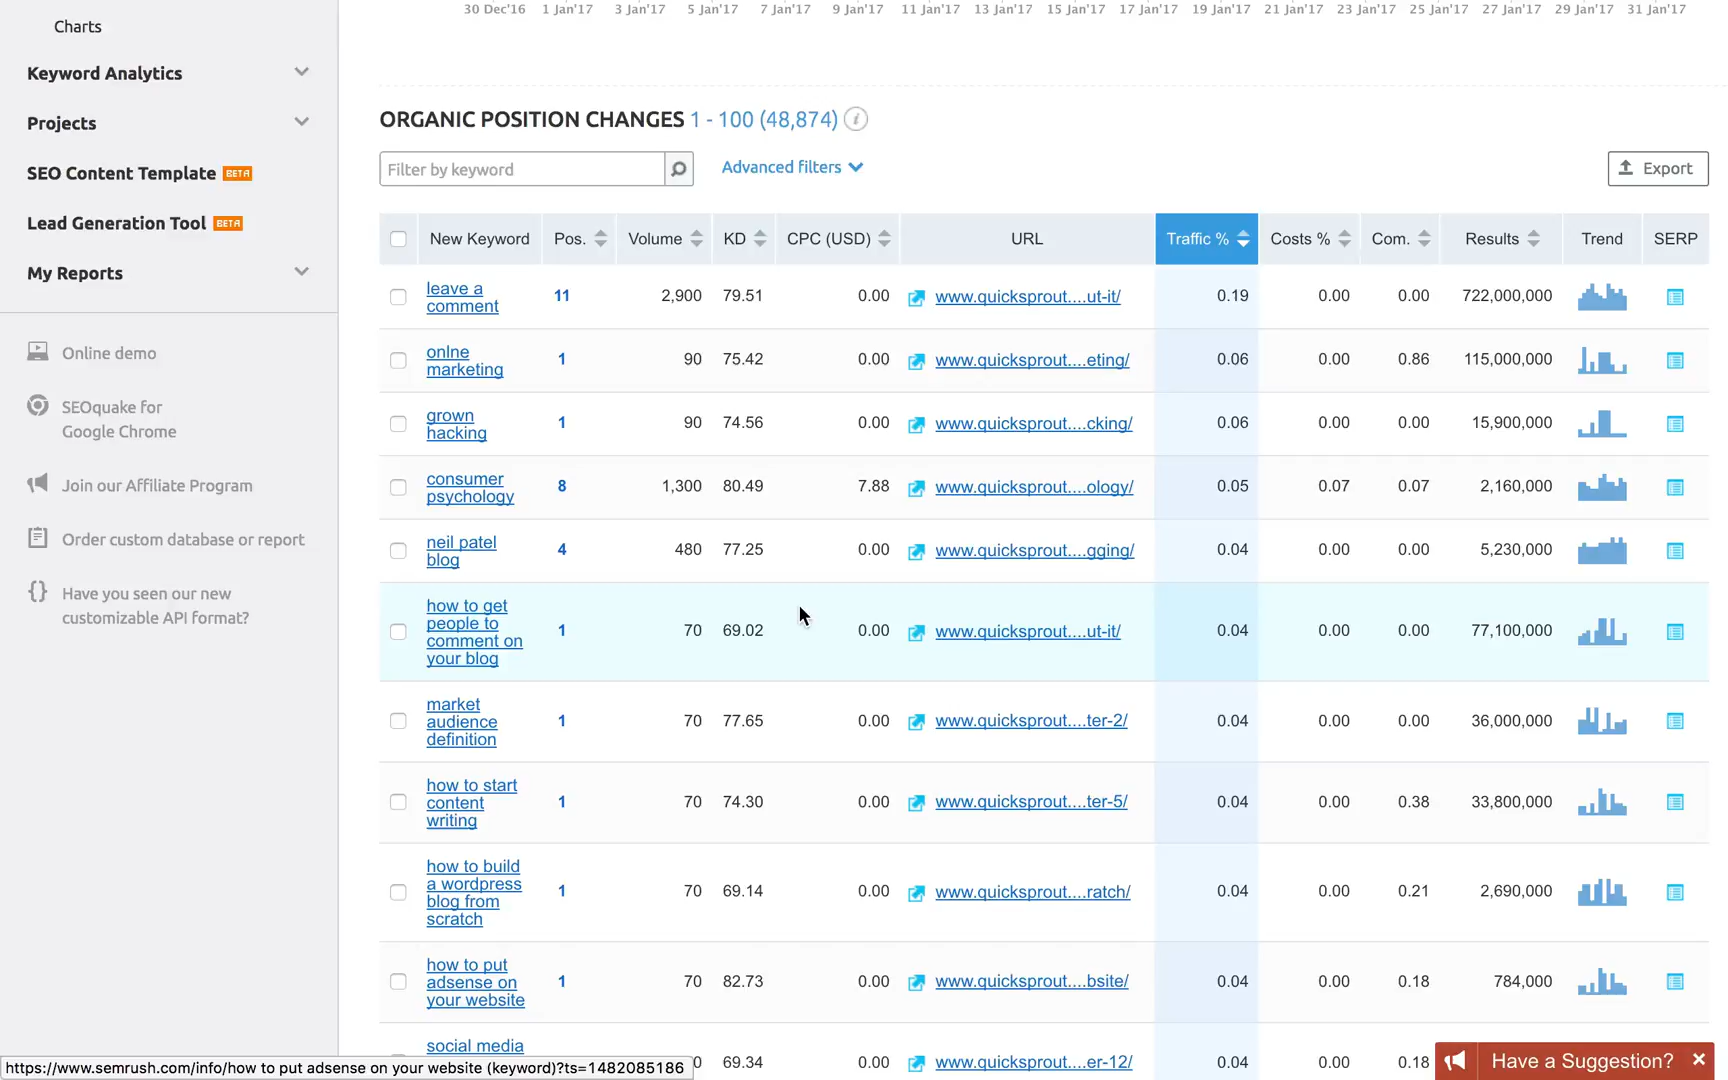 30 Dec'16 1 Jan'17 3 Jan'17 5 Jan'17 7 Jan'17 9 Jan'17 11 Jan'17 13 Jan'17 15 Jan'17 17 Jan'17 19 Jan'17 21 Jan'17 23 Jan'17 25 Jan'17 27 Jan'17 29 Jan'17 31 Jan'17
Charts
Keyword Analytics
Projects
SEO Content Template BETA
Lead Generation Tool BETA
My Reports
Online demo
SEOquake for
Google Chrome
Join our Affiliate Program
Order custom database or report
Have you seen our new
customizable API format?
ORGANIC POSITION CHANGES 1 - 100 (48,874) i
Filter by keyword
Advanced filters
Export
New Keyword Pos. Volume KD CPC (USD) URL Traffic % Costs % Com. Results Trend SERP
leave a
comment
11 2,900 79.51 0.00 www.quicksprout....ut-it/ 0.19 0.00 0.00 722,000,000
onlne
marketing
1 90 75.42 0.00 www.quicksprout....eting/ 0.06 0.00 0.86 115,000,000
grown
hacking
1 90 74.56 0.00 www.quicksprout....cking/ 0.06 0.00 0.00 15,900,000
consumer
psychology
8 1,300 80.49 7.88 www.quicksprout....ology/ 0.05 0.07 0.07 2,160,000
neil patel
blog
4 480 77.25 0.00 www.quicksprout....gging/ 0.04 0.00 0.00 5,230,000
how to get
people to
comment on
your blog
1 70 69.02 0.00 www.quicksprout....ut-it/ 0.04 0.00 0.00 77,100,000
market
audience
definition
1 70 77.65 0.00 www.quicksprout....ter-2/ 0.04 0.00 0.00 36,000,000
how to start
content
writing
1 70 74.30 0.00 www.quicksprout....ter-5/ 0.04 0.00 0.38 33,800,000
how to build
a wordpress
blog from
scratch
1 70 69.14 0.00 www.quicksprout....ratch/ 0.04 0.00 0.21 2,690,000
how to put
adsense on
your website
1 70 82.73 0.00 www.quicksprout....bsite/ 0.04 0.00 0.18 784,000
social media
0 69.34 0.00 www.quicksprout....er-12/ 0.04 0.00 0.18
https://www.semrush.com/info/how to put adsense on your website (keyword)?ts=1482085186
Have a Suggestion? ×